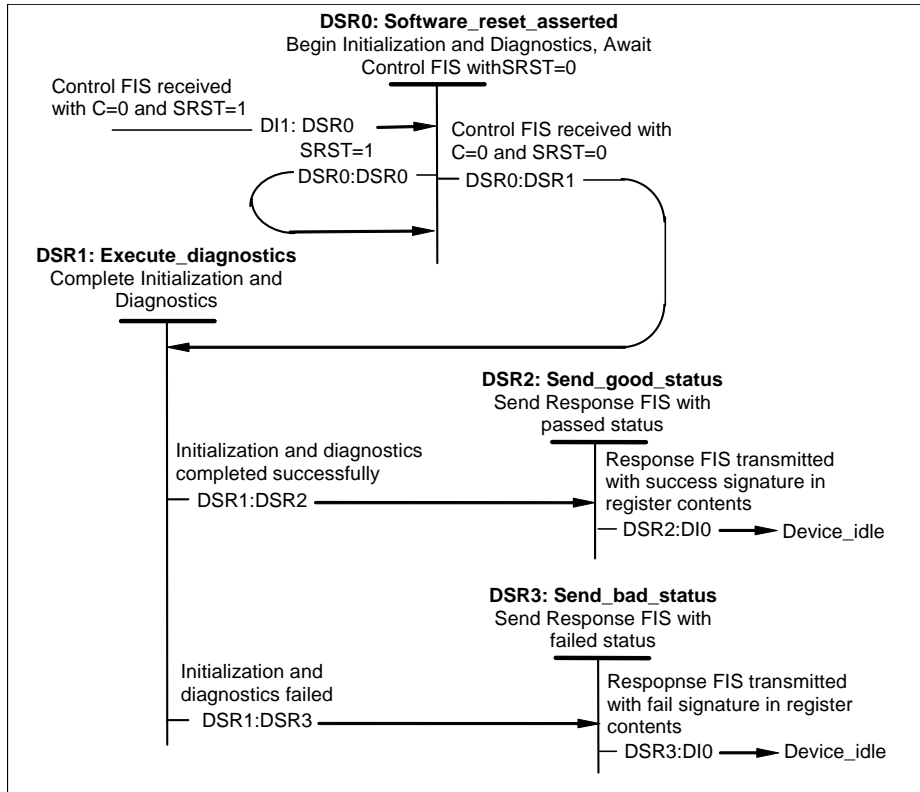 DSR0: Software_reset_asserted
Begin Initialization and Diagnostics, Await
Control FIS withSRST=0
Control FIS received
with C=0 and SRST=1
DI1: DSR0
SRST=1
DSR0:DSR0
Control FIS received with
C=0 and SRST=0
DSR0:DSR1
DSR1: Execute_diagnostics
Complete Initialization and
Diagnostics
DSR2: Send_good_status
Send Response FIS with
passed status
Initialization and diagnostics
completed successfully
DSR1:DSR2
Response FIS transmitted
with success signature in
register contents
DSR2:DI0
Device_idle
DSR3: Send_bad_status
Send Response FIS with
failed status
Initialization and
diagnostics failed
DSR1:DSR3
Respopnse FIS transmitted
with fail signature in register
contents
DSR3:DI0
Device_idle